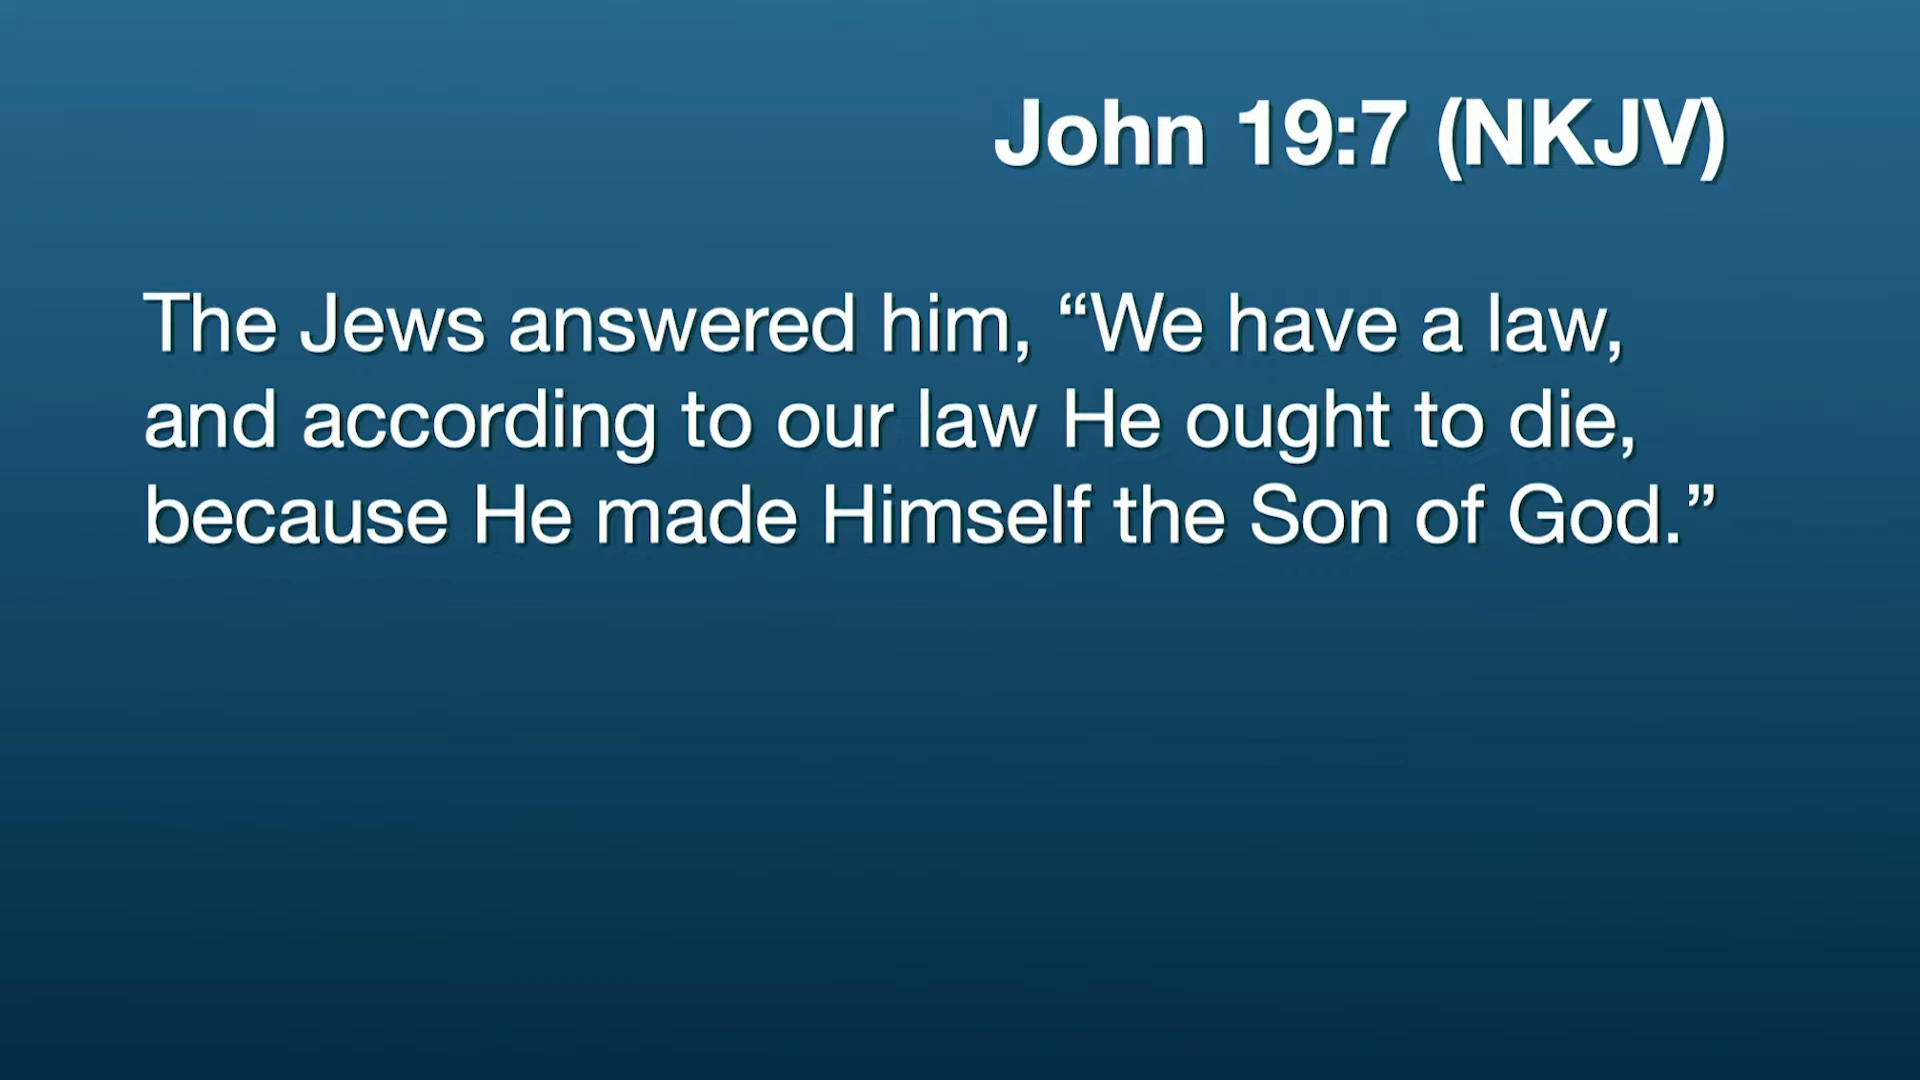 John 19:7 (NKJV)
The Jews answered him, “We have a law,
and according to our law He ought to die,
because He made Himself the Son of God.”